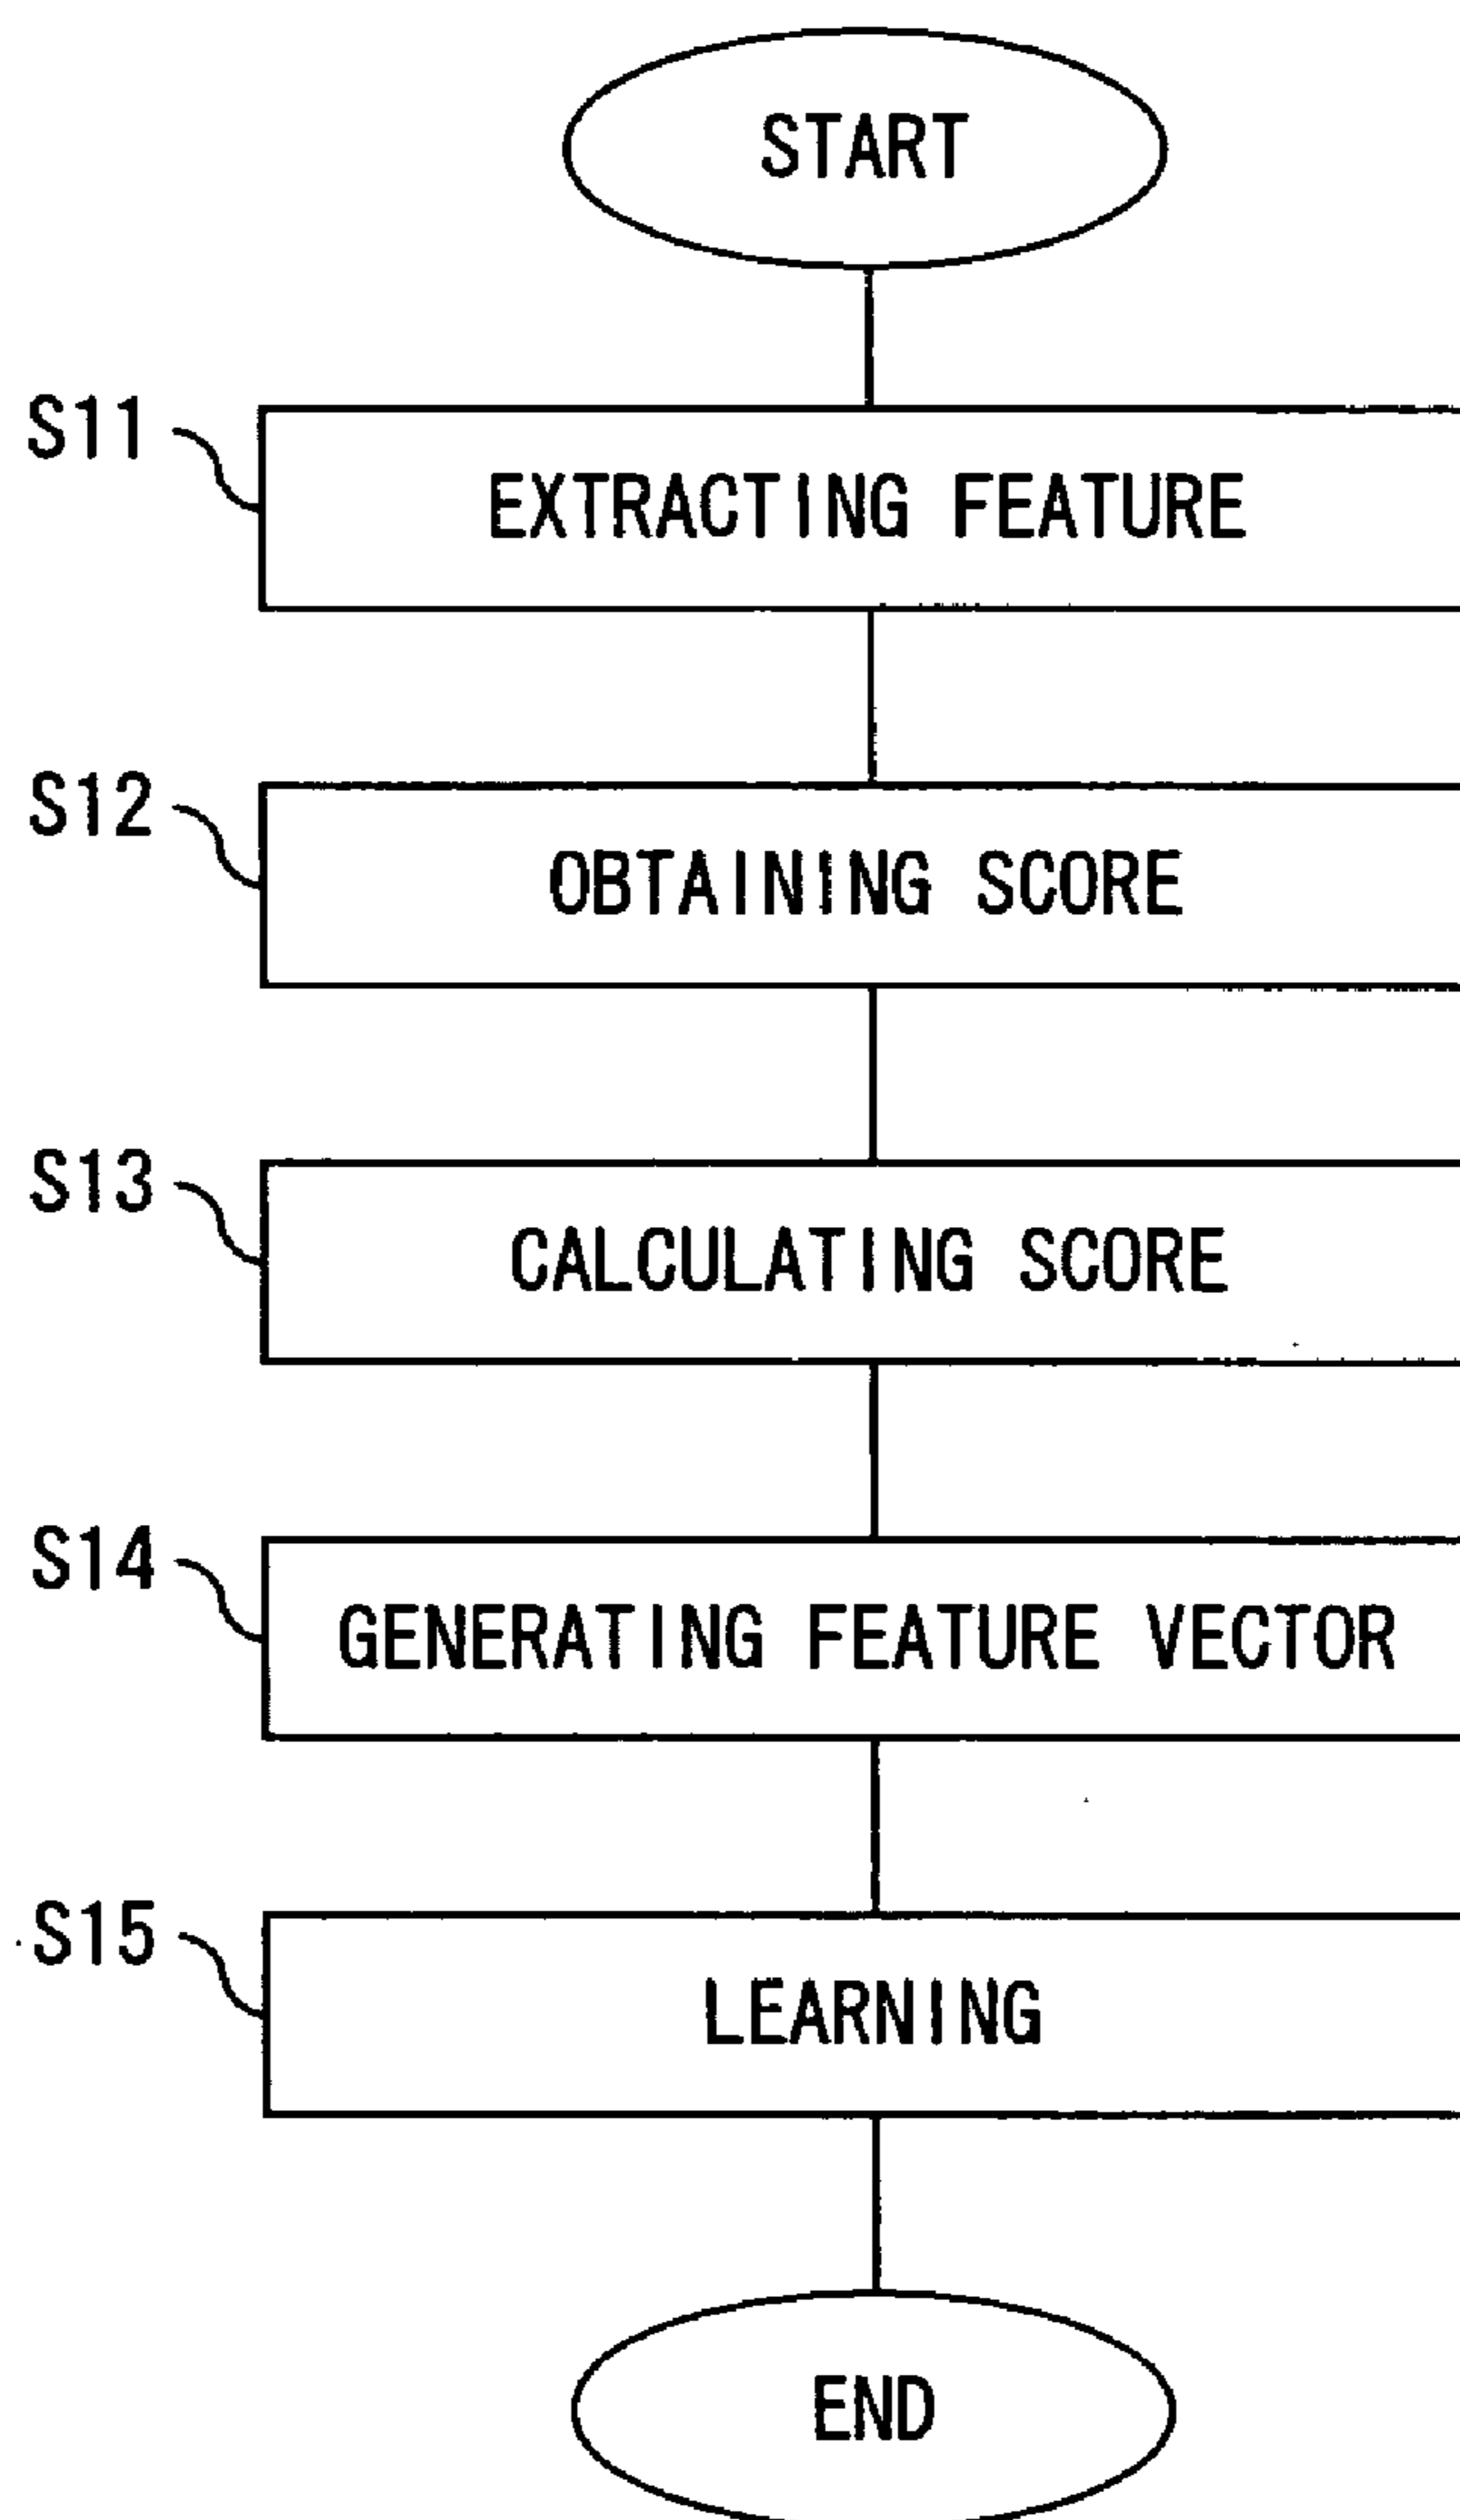 START
S11
EXTRACTING FEATURE
S12
OBTAINING SCORE
S13
CALCULATING SCORE
S14
GENERATING FEATURE VECTOR
S15
LEARNING
END